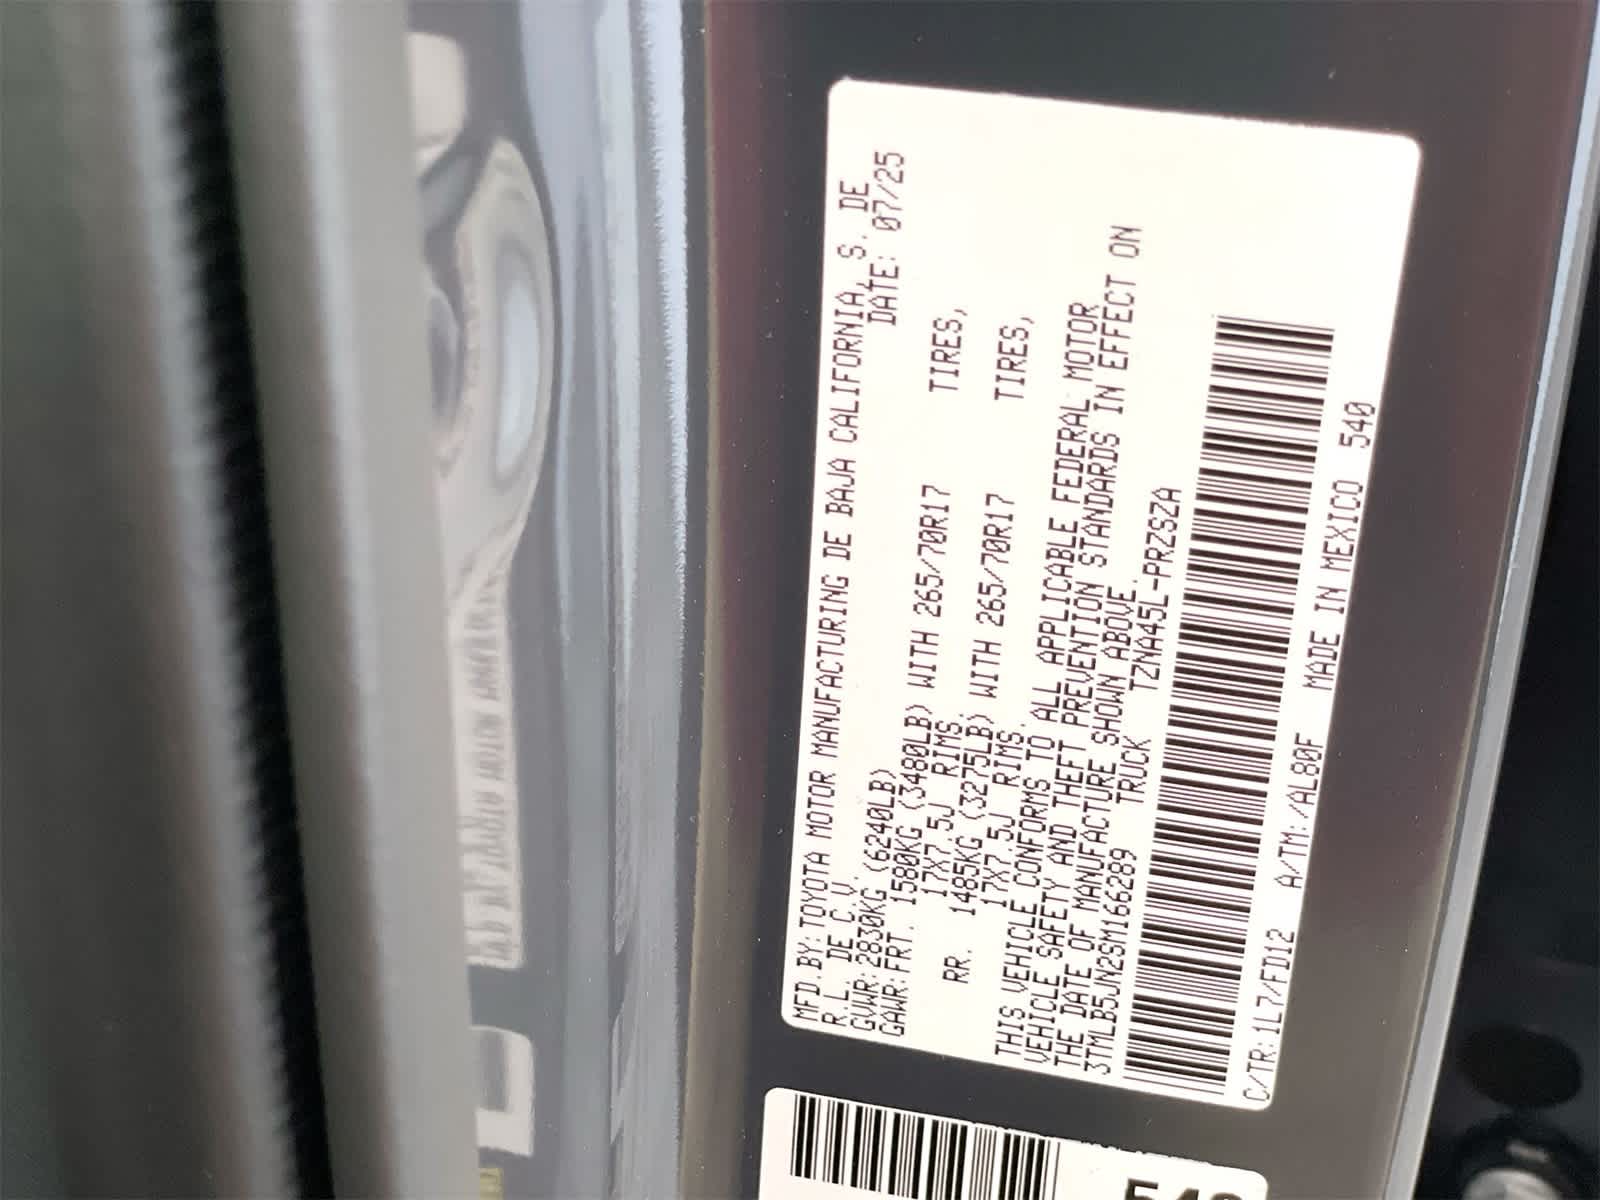 MFD.BY:TOYOTA MOTOR MANUFACTURING DE BAJA CALIFORNIA, S. DE
R.L. DE C.V. DATE: 07/25
GVWR:2830KG (6240LB)
GAWR:FRT. 1580KG (3480LB) WITH 265/70R17 TIRES,
17X7.5J RIMS.
RR. 1485KG (3275LB) WITH 265/70R17 TIRES,
17X7.5J RIMS.
THIS VEHICLE CONFORMS TO ALL APPLICABLE FEDERAL MOTOR
VEHICLE SAFETY AND THEFT PREVENTION STANDARDS IN EFFECT ON
THE DATE OF MANUFACTURE SHOWN ABOVE.
3TMLB5JN2SM166289 TRUCK TZNA45L-PRZSZA
C/TR:1L7/FD12 A/TM:/AL80F MADE IN MEXICO 540